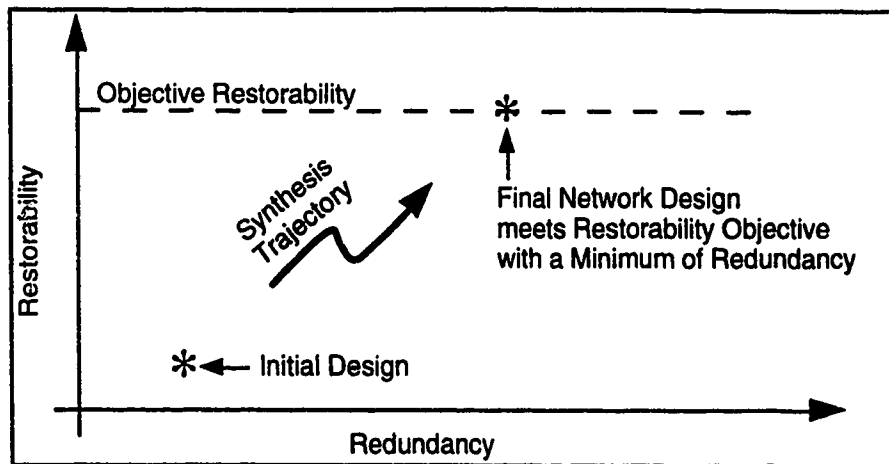 Objective Restorability
Synthesis
Trajectory
Final Network Design
meets Restorability Objective
with a Minimum of Redundancy
Restorability
Initial Design
Redundancy